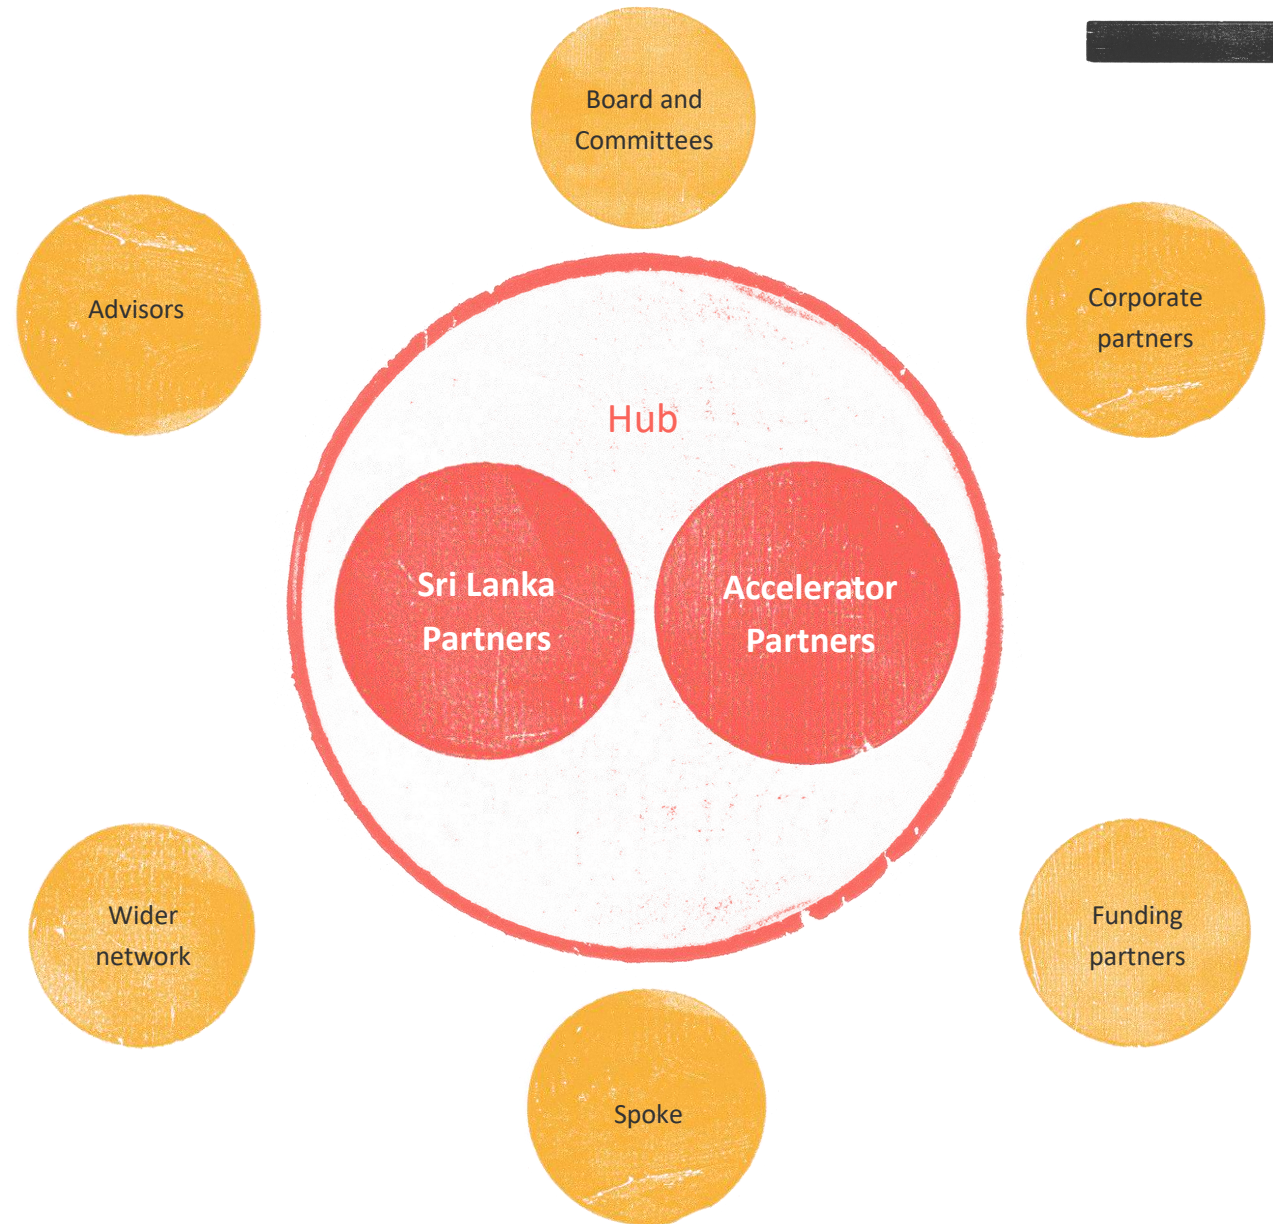 Board and
Committees
Advisors
Corporate
partners
Hub
Sri Lanka
Partners
Accelerator
Partners
Wider
network
Funding
partners
Spoke